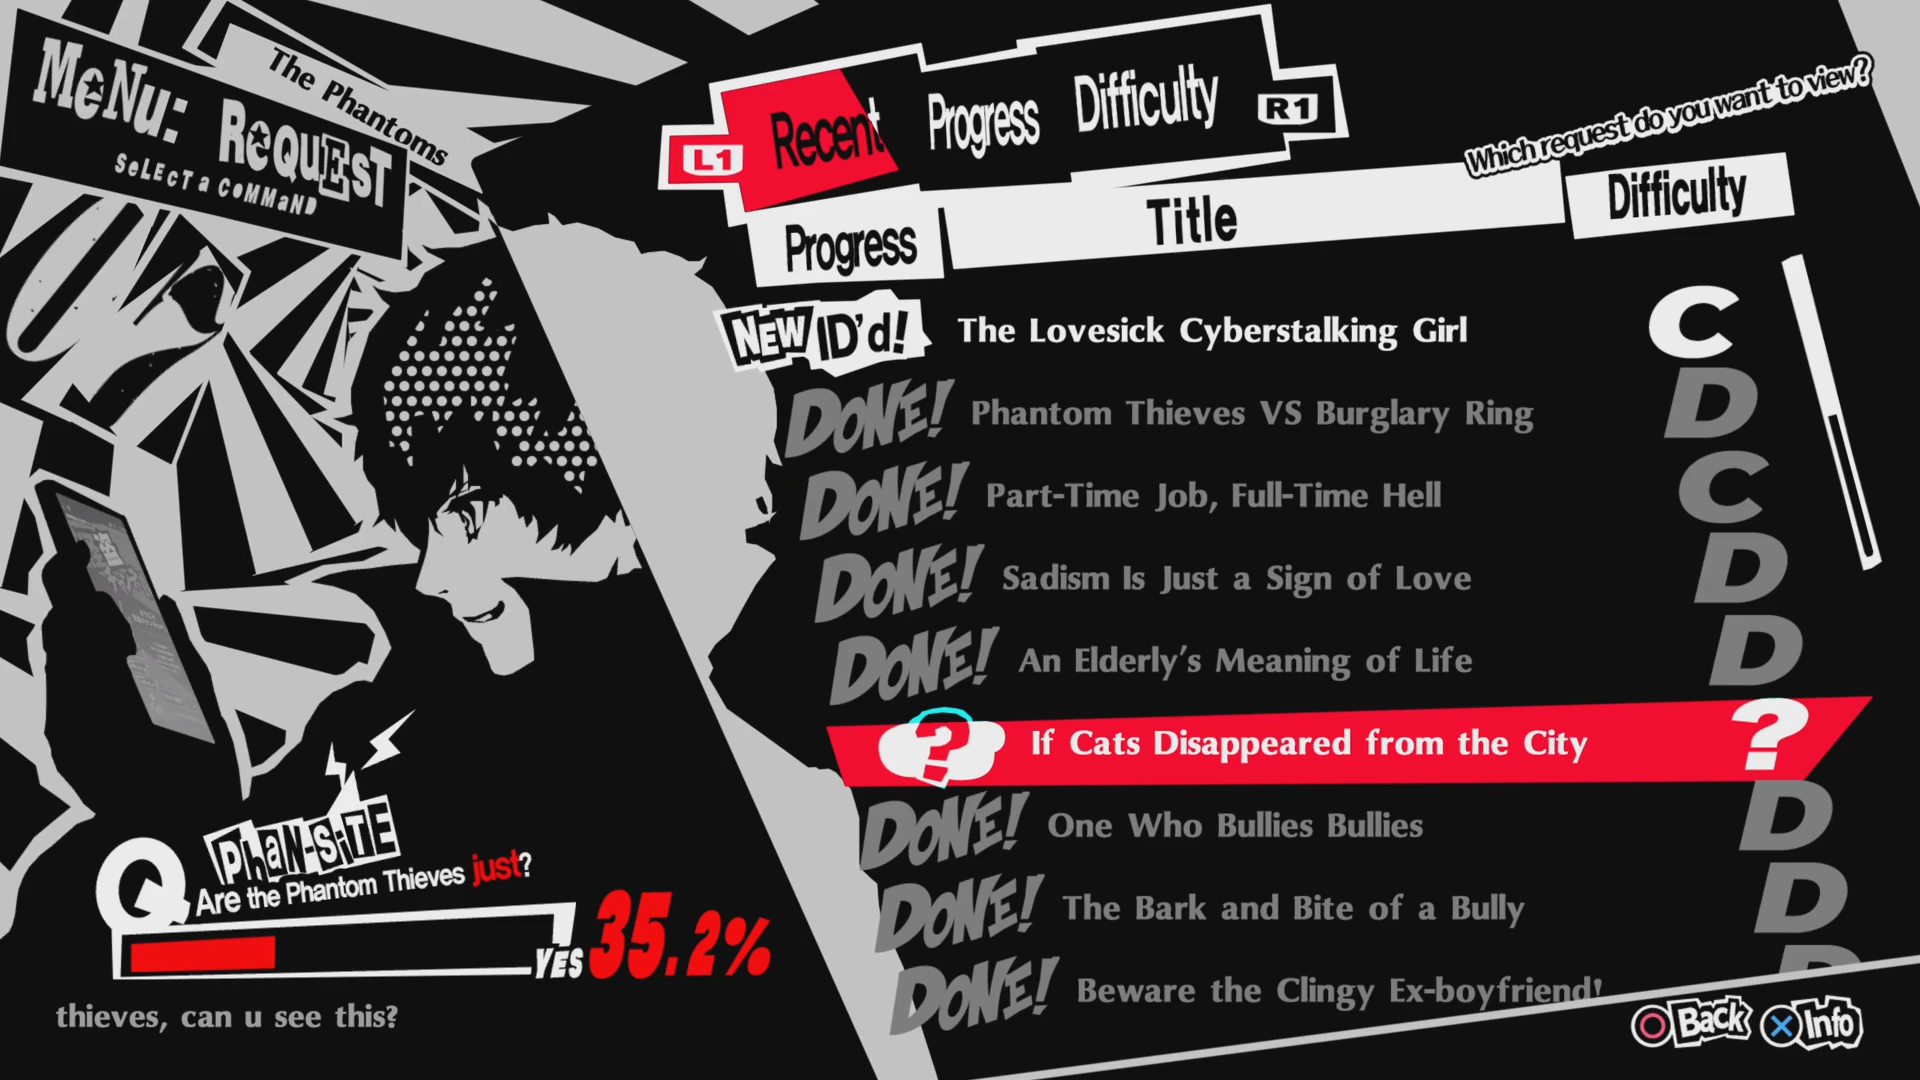 MeNu: ReQuEST
SeLEcT a CoMMaND
The Phantoms
L1
Recent
Progress
Difficulty
R1
Which request do you want to view?
Progress
Title
Difficulty
NEW ID'd!
The Lovesick Cyberstalking Girl
C
DONE!
Phantom Thieves VS Burglary Ring
D
DONE!
Part-Time Job, Full-Time Hell
C
DONE!
Sadism Is Just a Sign of Love
D
DONE!
An Elderly's Meaning of Life
D
?
If Cats Disappeared from the City
?
DONE!
One Who Bullies Bullies
D
DONE!
The Bark and Bite of a Bully
D
DONE!
Beware the Clingy Ex-boyfriend!
D
Q
PhaN-SiTE
Are the Phantom Thieves just?
YES
35.2%
thieves, can u see this?
Back
Info